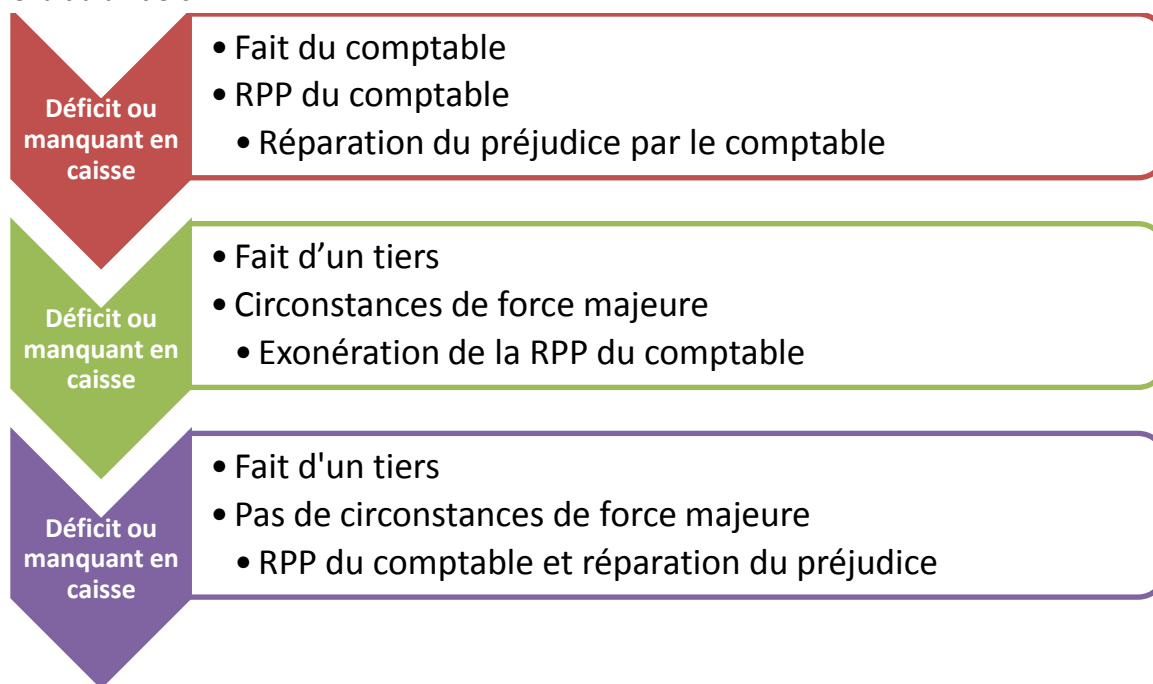 Déficit ou
manquant en
caisse
• Fait du comptable
• RPP du comptable
• Réparation du préjudice par le comptable
Déficit ou
manquant en
caisse
• Fait d’un tiers
• Circonstances de force majeure
• Exonération de la RPP du comptable
Déficit ou
manquant en
caisse
• Fait d'un tiers
• Pas de circonstances de force majeure
• RPP du comptable et réparation du préjudice